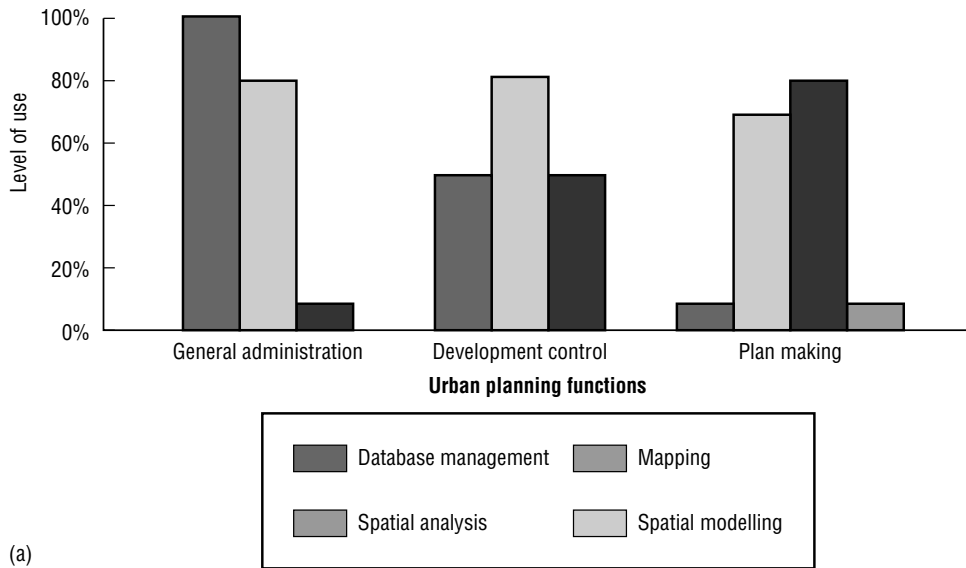 100%
80%
60%
40%
20%
0%
Level of use
General administration Development control Plan making
Urban planning functions
Database management Mapping
Spatial analysis Spatial modelling
(a)